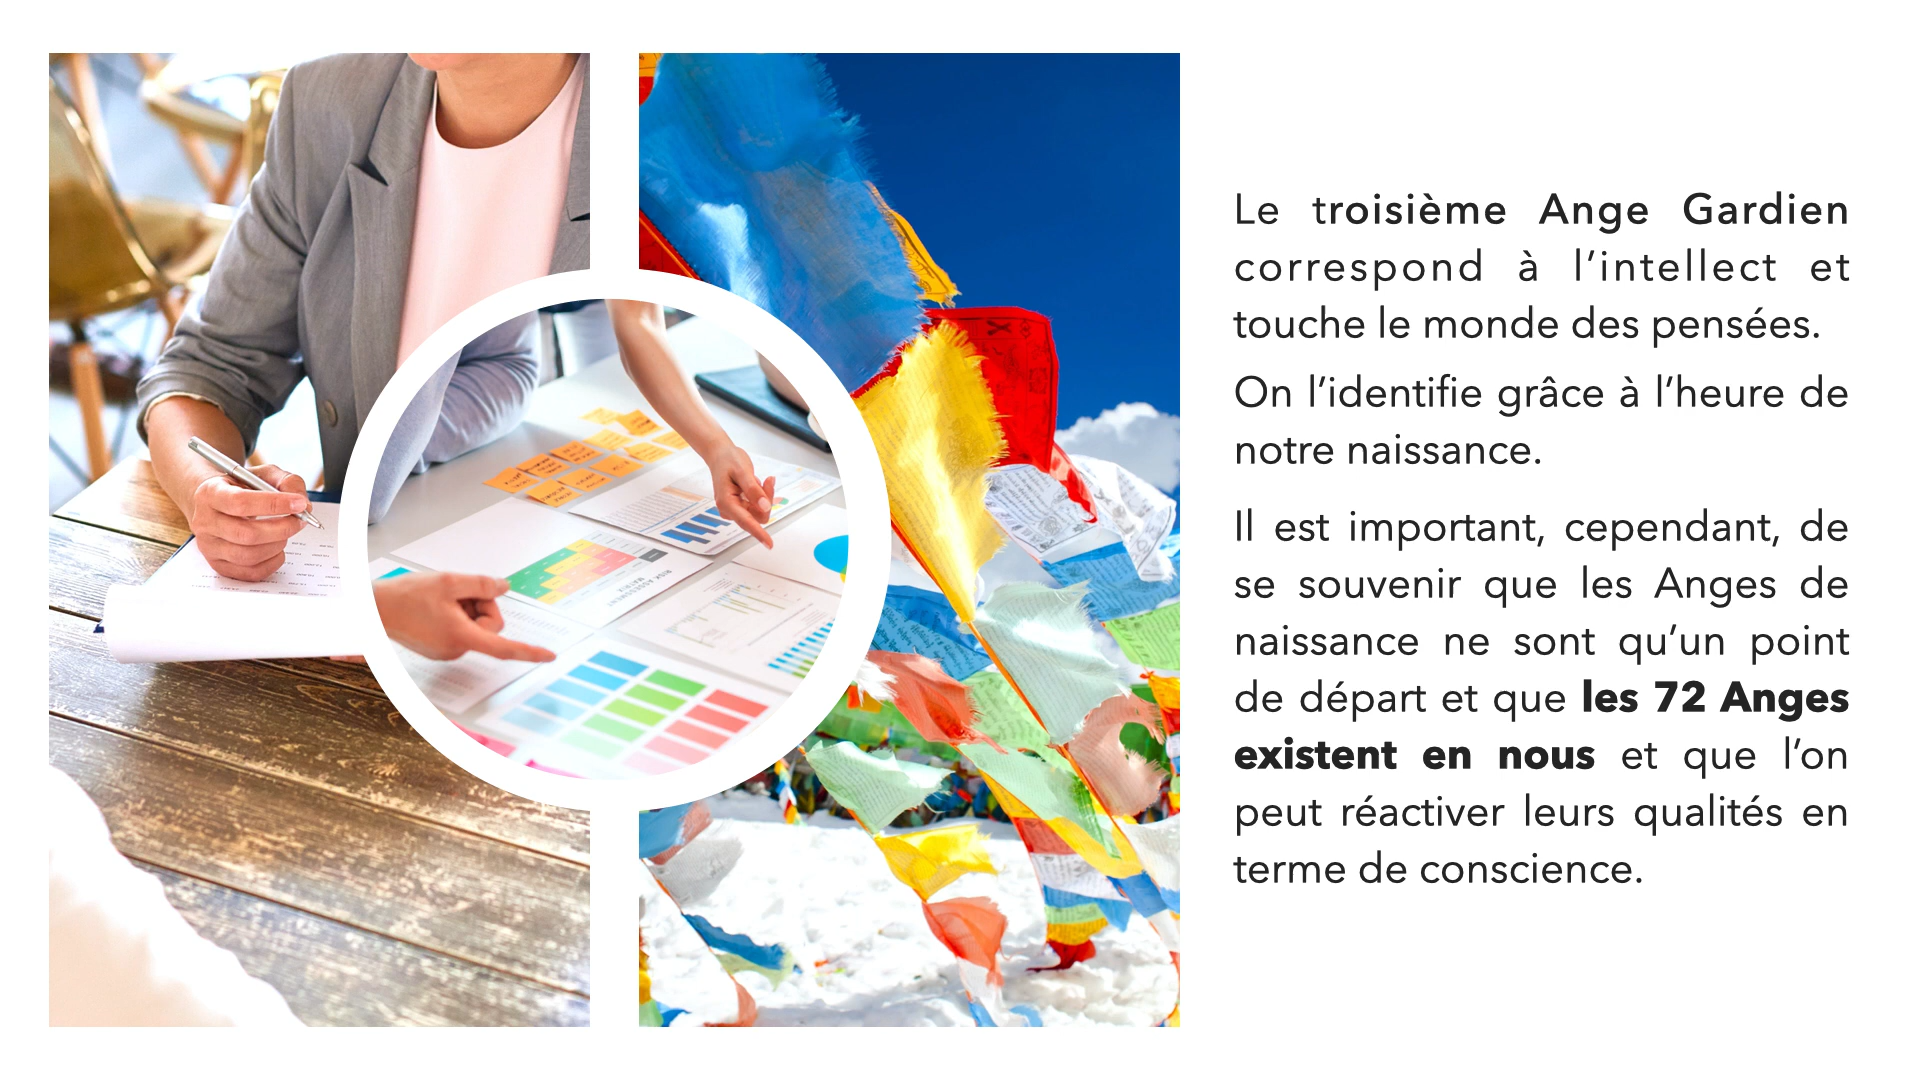 Le troisième Ange Gardien
correspond à l’intellect et
touche le monde des pensées.
On l’identifie grâce à l’heure de
notre naissance.
Il est important, cependant, de
se souvenir que les Anges de
naissance ne sont qu’un point
de départ et que les 72 Anges
existent en nous et que l’on
peut réactiver leurs qualités en
terme de conscience.
RISK ASSESSMENT
MATRIX